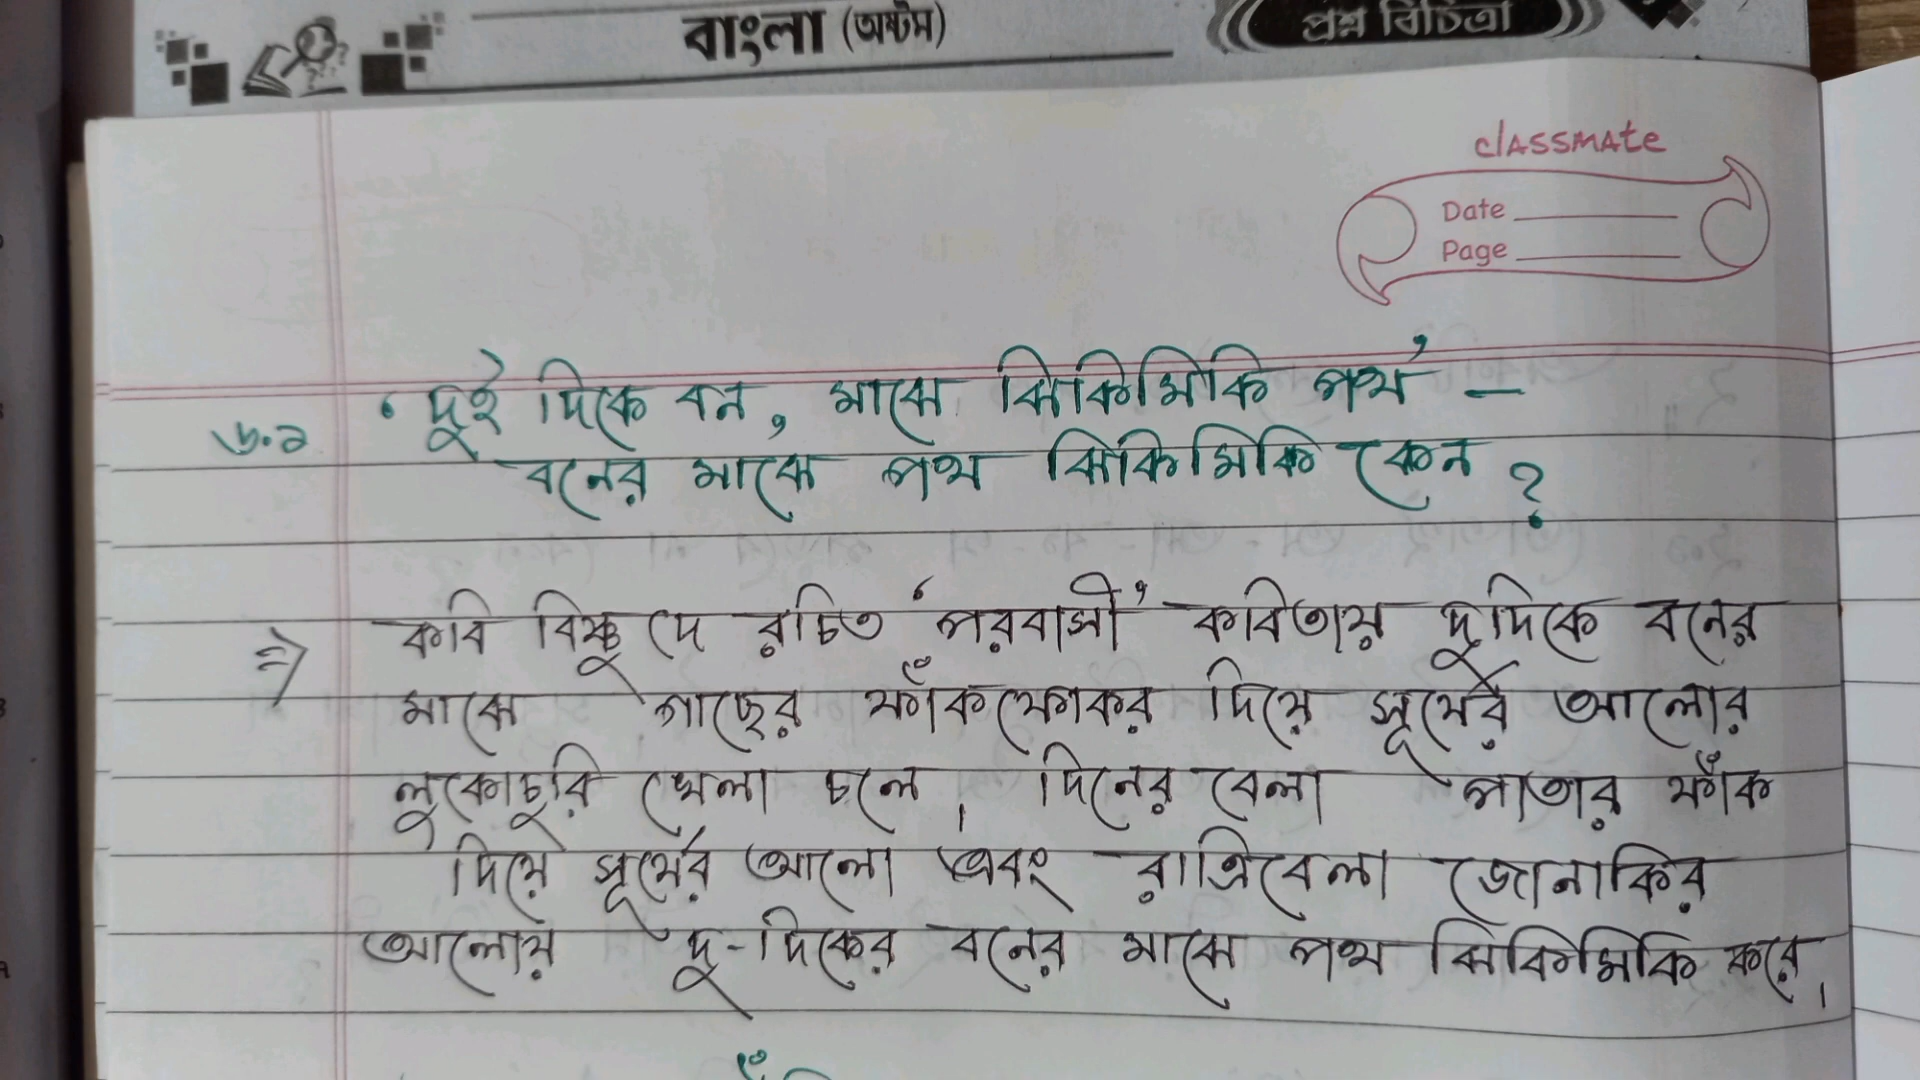 বাংলা (অষ্টম)
প্রশ্ন বিচিত্রা
classmate
Date
Page
৬.১ ‘দুই দিকে বন, মাঝে ঝিকিমিকি পথ’ –
বনের মাঝে পথ ঝিকিমিকি কেন?
⇒ কবি বিষ্ণু দে রচিত ‘পরবাসী’ কবিতায় দুদিকে বনের
মাঝে গাছের ফাঁকফোকর দিয়ে সূর্যের আলোর
লুকোচুরি খেলা চলে। দিনের বেলা পাতার ফাঁক
দিয়ে সূর্যের আলো এবং রাত্রিবেলা জোনাকির
আলোয় দু-দিকের বনের মাঝে পথ ঝিকিমিকি করে।